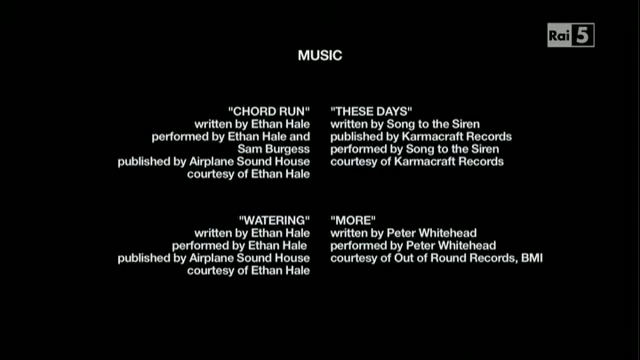 Rai 5
MUSIC
"CHORD RUN"
written by Ethan Hale
performed by Ethan Hale and
Sam Burgess
published by Airplane Sound House
courtesy of Ethan Hale
"THESE DAYS"
written by Song to the Siren
published by Karmacraft Records
performed by Song to the Siren
courtesy of Karmacraft Records
"WATERING"
written by Ethan Hale
performed by Ethan Hale
published by Airplane Sound House
courtesy of Ethan Hale
"MORE"
written by Peter Whitehead
performed by Peter Whitehead
courtesy of Out of Round Records, BMI